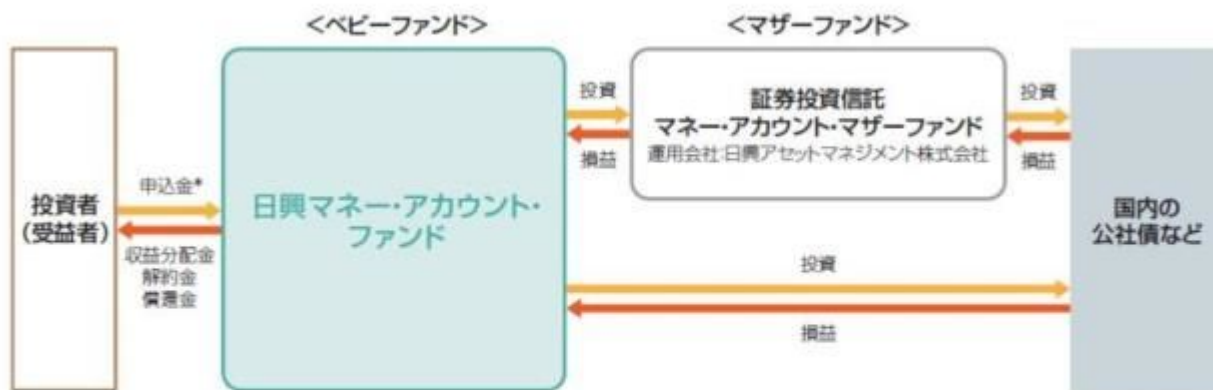 ＜ベビーファンド＞
＜マザーファンド＞
投資者
（受益者）
申込金*
収益分配金
解約金
償還金
日興マネー・アカウント・
ファンド
投資
損益
証券投資信託
マネー・アカウント・マザーファンド
運用会社:日興アセットマネジメント株式会社
投資
損益
投資
損益
国内の
公社債など